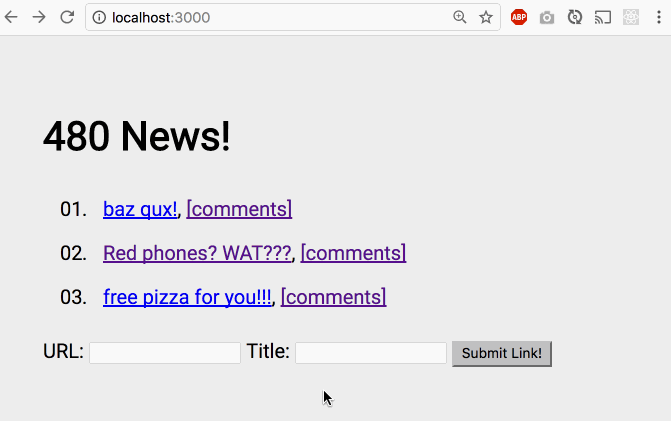 localhost:3000
ABP
480 News!
01. baz qux!, [comments]
02. Red phones? WAT???, [comments]
03. free pizza for you!!!, [comments]
URL: Title: Submit Link!